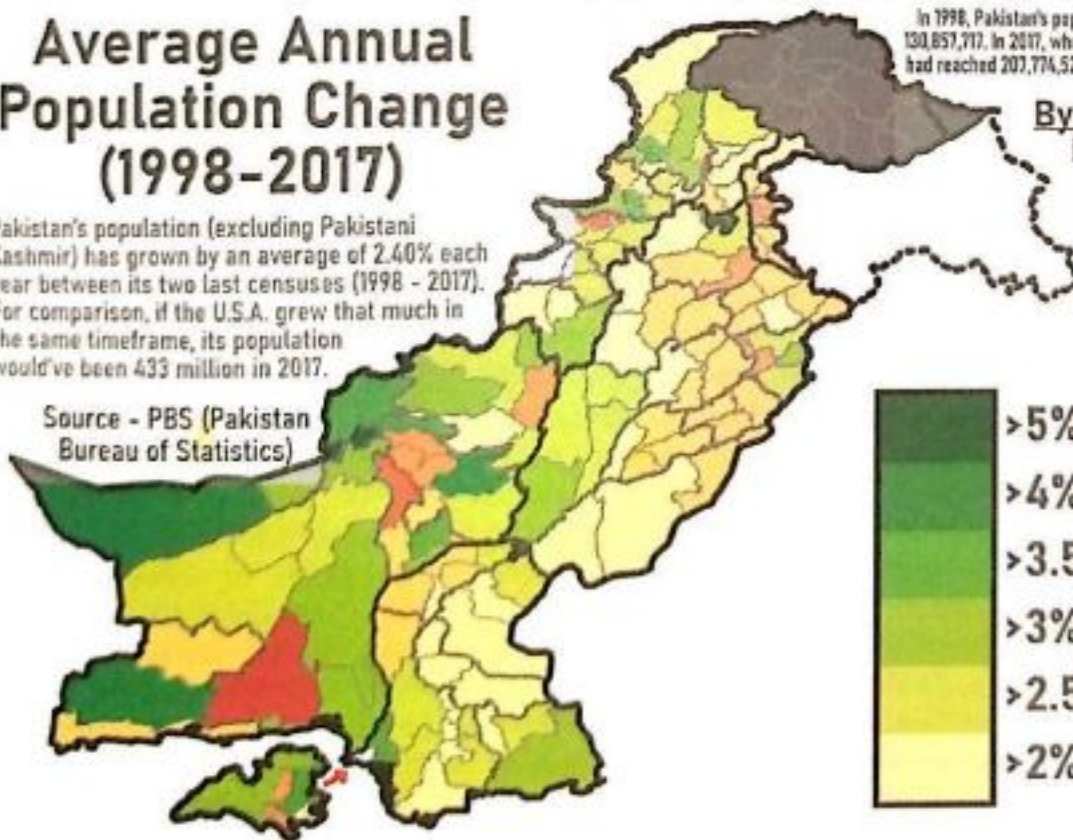 Average Annual
Population Change
(1998-2017)
Pakistan's population (excluding Pakistani
Kashmir) has grown by an average of 2.40% each
year between its two last censuses (1998 - 2017).
For comparison, if the U.S.A. grew that much in
the same timeframe, its population
would've been 433 million in 2017.
Source - PBS (Pakistan
Bureau of Statistics)
In 1998, Pakistan's pop
130,857,717. In 2017, wh
had reached 207,774,52
By
>5%
>4%
>3.5
>3%
>2.5
>2%